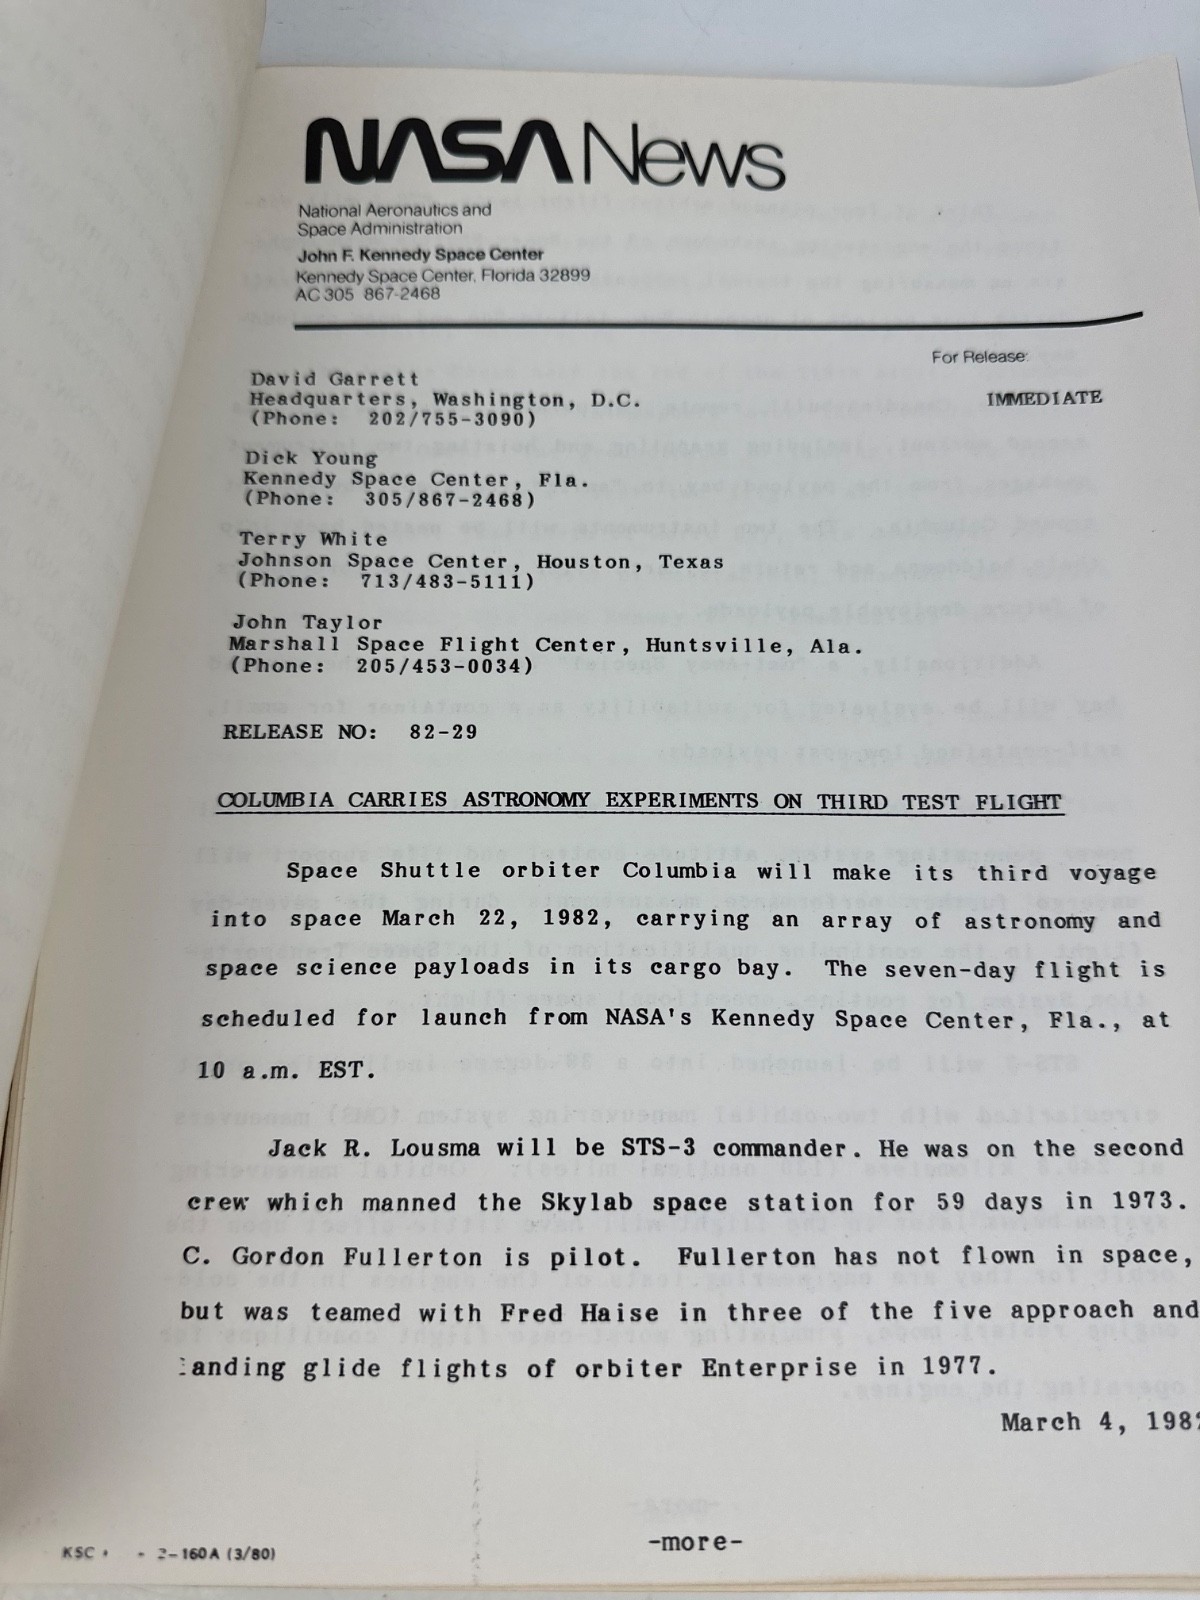 NASA News
National Aeronautics and
Space Administration
John F. Kennedy Space Center
Kennedy Space Center, Florida 32899
AC 305 867-2468
For Release:
IMMEDIATE
David Garrett
Headquarters, Washington, D.C.
(Phone: 202/755-3090)
Dick Young
Kennedy Space Center, Fla.
(Phone: 305/867-2468)
Terry White
Johnson Space Center, Houston, Texas
(Phone: 713/483-5111)
John Taylor
Marshall Space Flight Center, Huntsville, Ala.
(Phone: 205/453-0034)
RELEASE NO: 82-29
COLUMBIA CARRIES ASTRONOMY EXPERIMENTS ON THIRD TEST FLIGHT
Space Shuttle orbiter Columbia will make its third voyage
into space March 22, 1982, carrying an array of astronomy and
space science payloads in its cargo bay. The seven-day flight is
scheduled for launch from NASA's Kennedy Space Center, Fla., at
10 a.m. EST.
Jack R. Lousma will be STS-3 commander. He was on the second
crew which manned the Skylab space station for 59 days in 1973.
C. Gordon Fullerton is pilot. Fullerton has not flown in space,
but was teamed with Fred Haise in three of the five approach and
landing glide flights of orbiter Enterprise in 1977.
March 4, 1982
-more-
KSC 2-160A (3/80)